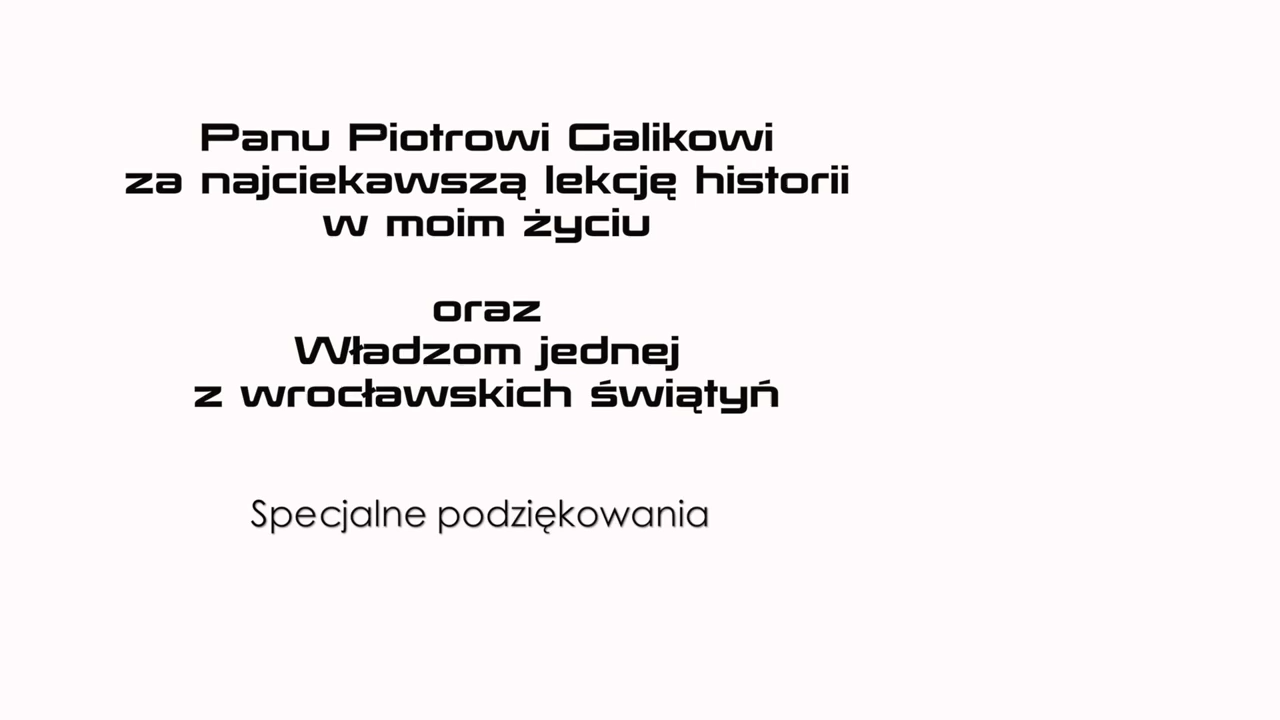 Panu Piotrowi Galikowi
za najciekawszą lekcję historii
w moim życiu
oraz
Władzom jednej
z wrocławskich świątyń
Specjalne podziękowania